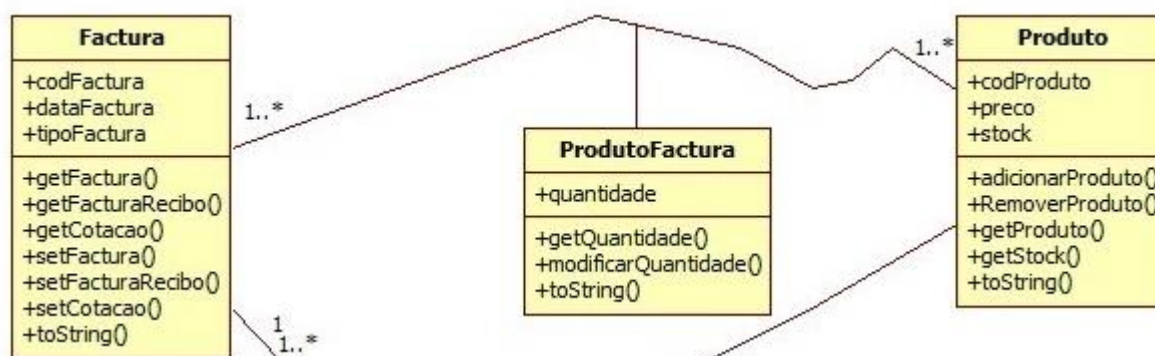 Factura
+codFactura
+dataFactura
+tipoFactura
+getFactura()
+getFacturaRecibo()
+getCotacao()
+setFactura()
+setFacturaRecibo()
+setCotacao()
+toString()
1..*
1
1..*
ProdutoFactura
+quantidade
+getQuantidade()
+modificarQuantidade()
+toString()
1..*
Produto
+codProduto
+preco
+stock
+adicionarProduto()
+RemoverProduto()
+getProduto()
+getStock()
+toString()